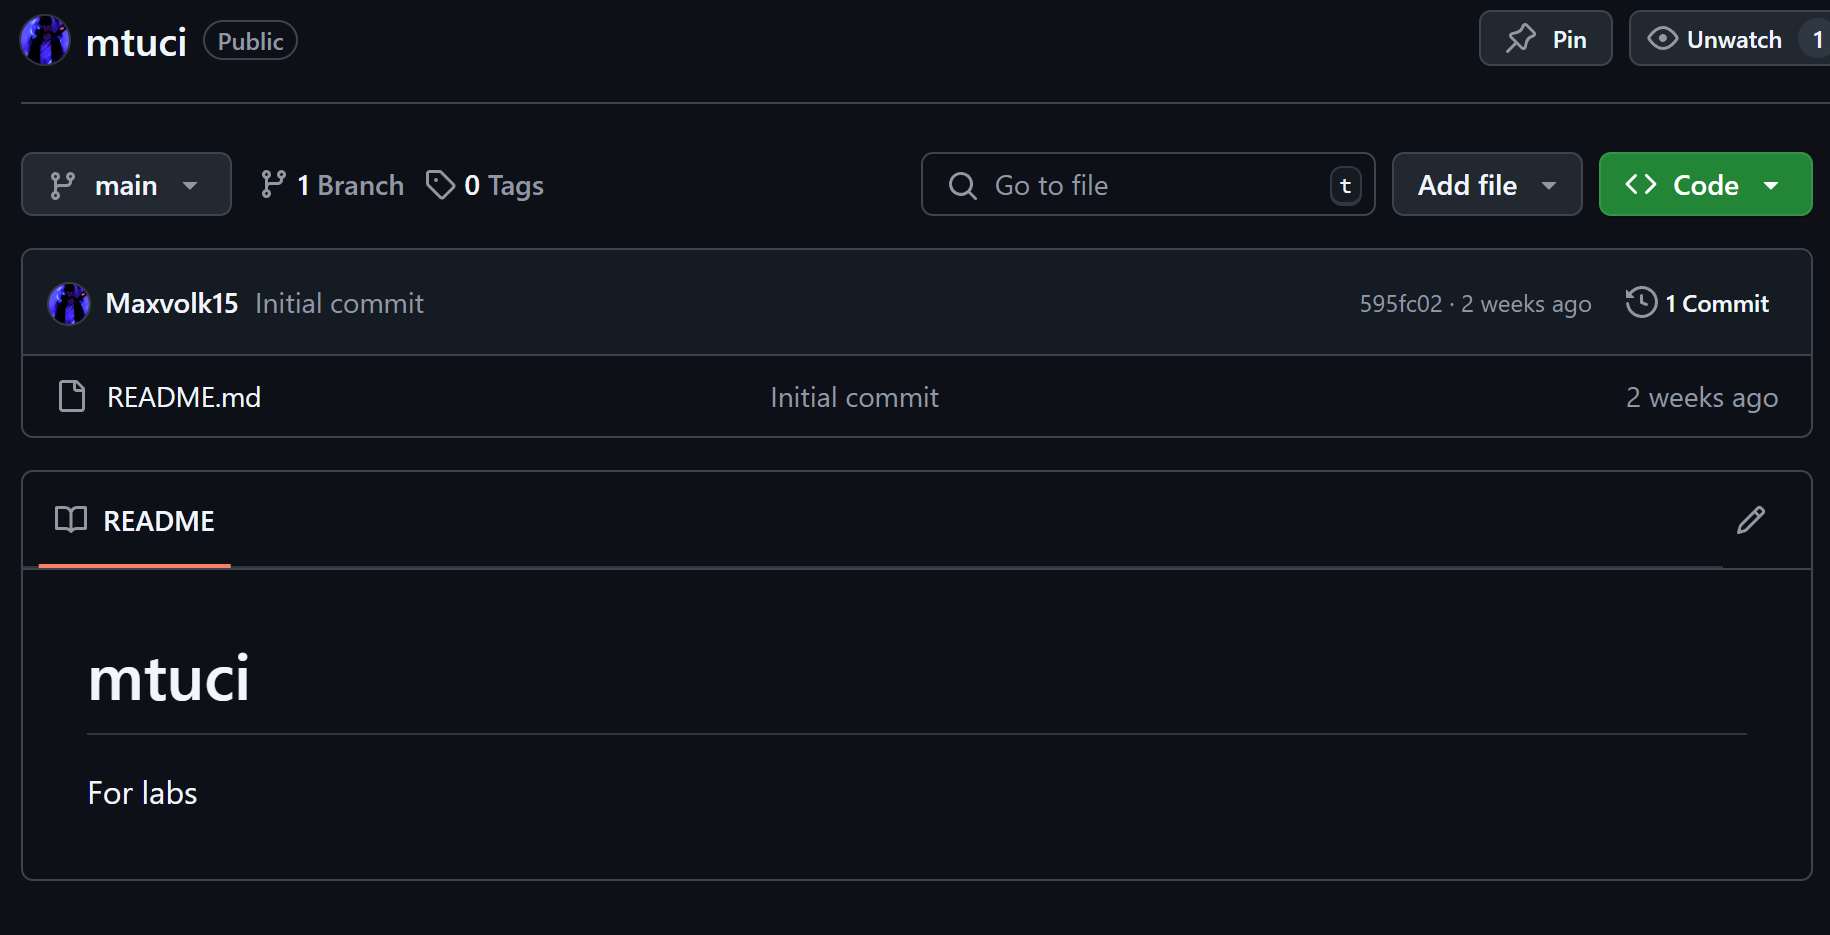 mtuci Public Pin Unwatch 1
main 1 Branch 0 Tags Go to file t Add file Code
Maxvolk15 Initial commit 595fc02 · 2 weeks ago 1 Commit
README.md Initial commit 2 weeks ago
README
mtuci
For labs